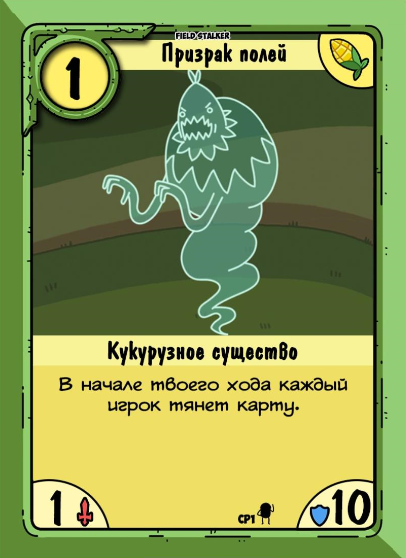 FIELD STALKER
Призрак полей
1
Кукурузное существо
В начале твоего хода каждый
игрок тянет карту.
1
CP1
10